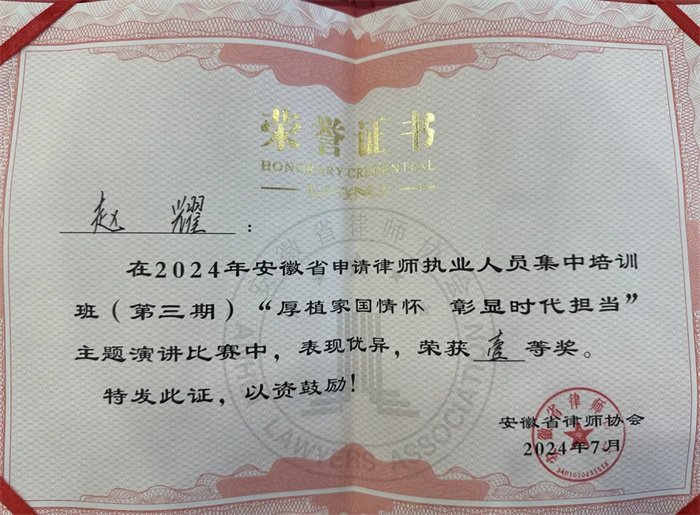 荣誉证书
HONORARY CREDENTIAL
赵 耀：
在2024年安徽省申请律师执业人员集中培训
班（第三期）“厚植家国情怀 彰显时代担当”
主题演讲比赛中，表现优异，荣获 壹 等奖。
特发此证，以资鼓励！
安徽省律师协会
2024年7月